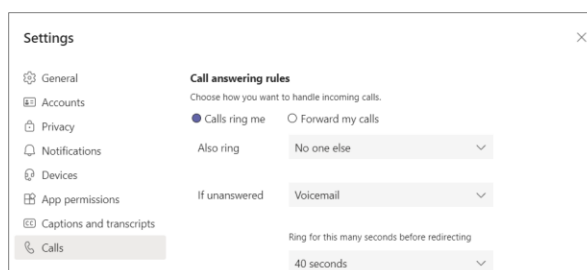 Settings
General
Accounts
Privacy
Notifications
Devices
App permissions
CC Captions and transcripts
Calls
Call answering rules
Choose how you want to handle incoming calls.
Calls ring me Forward my calls
Also ring No one else
If unanswered Voicemail
Ring for this many seconds before redirecting
40 seconds